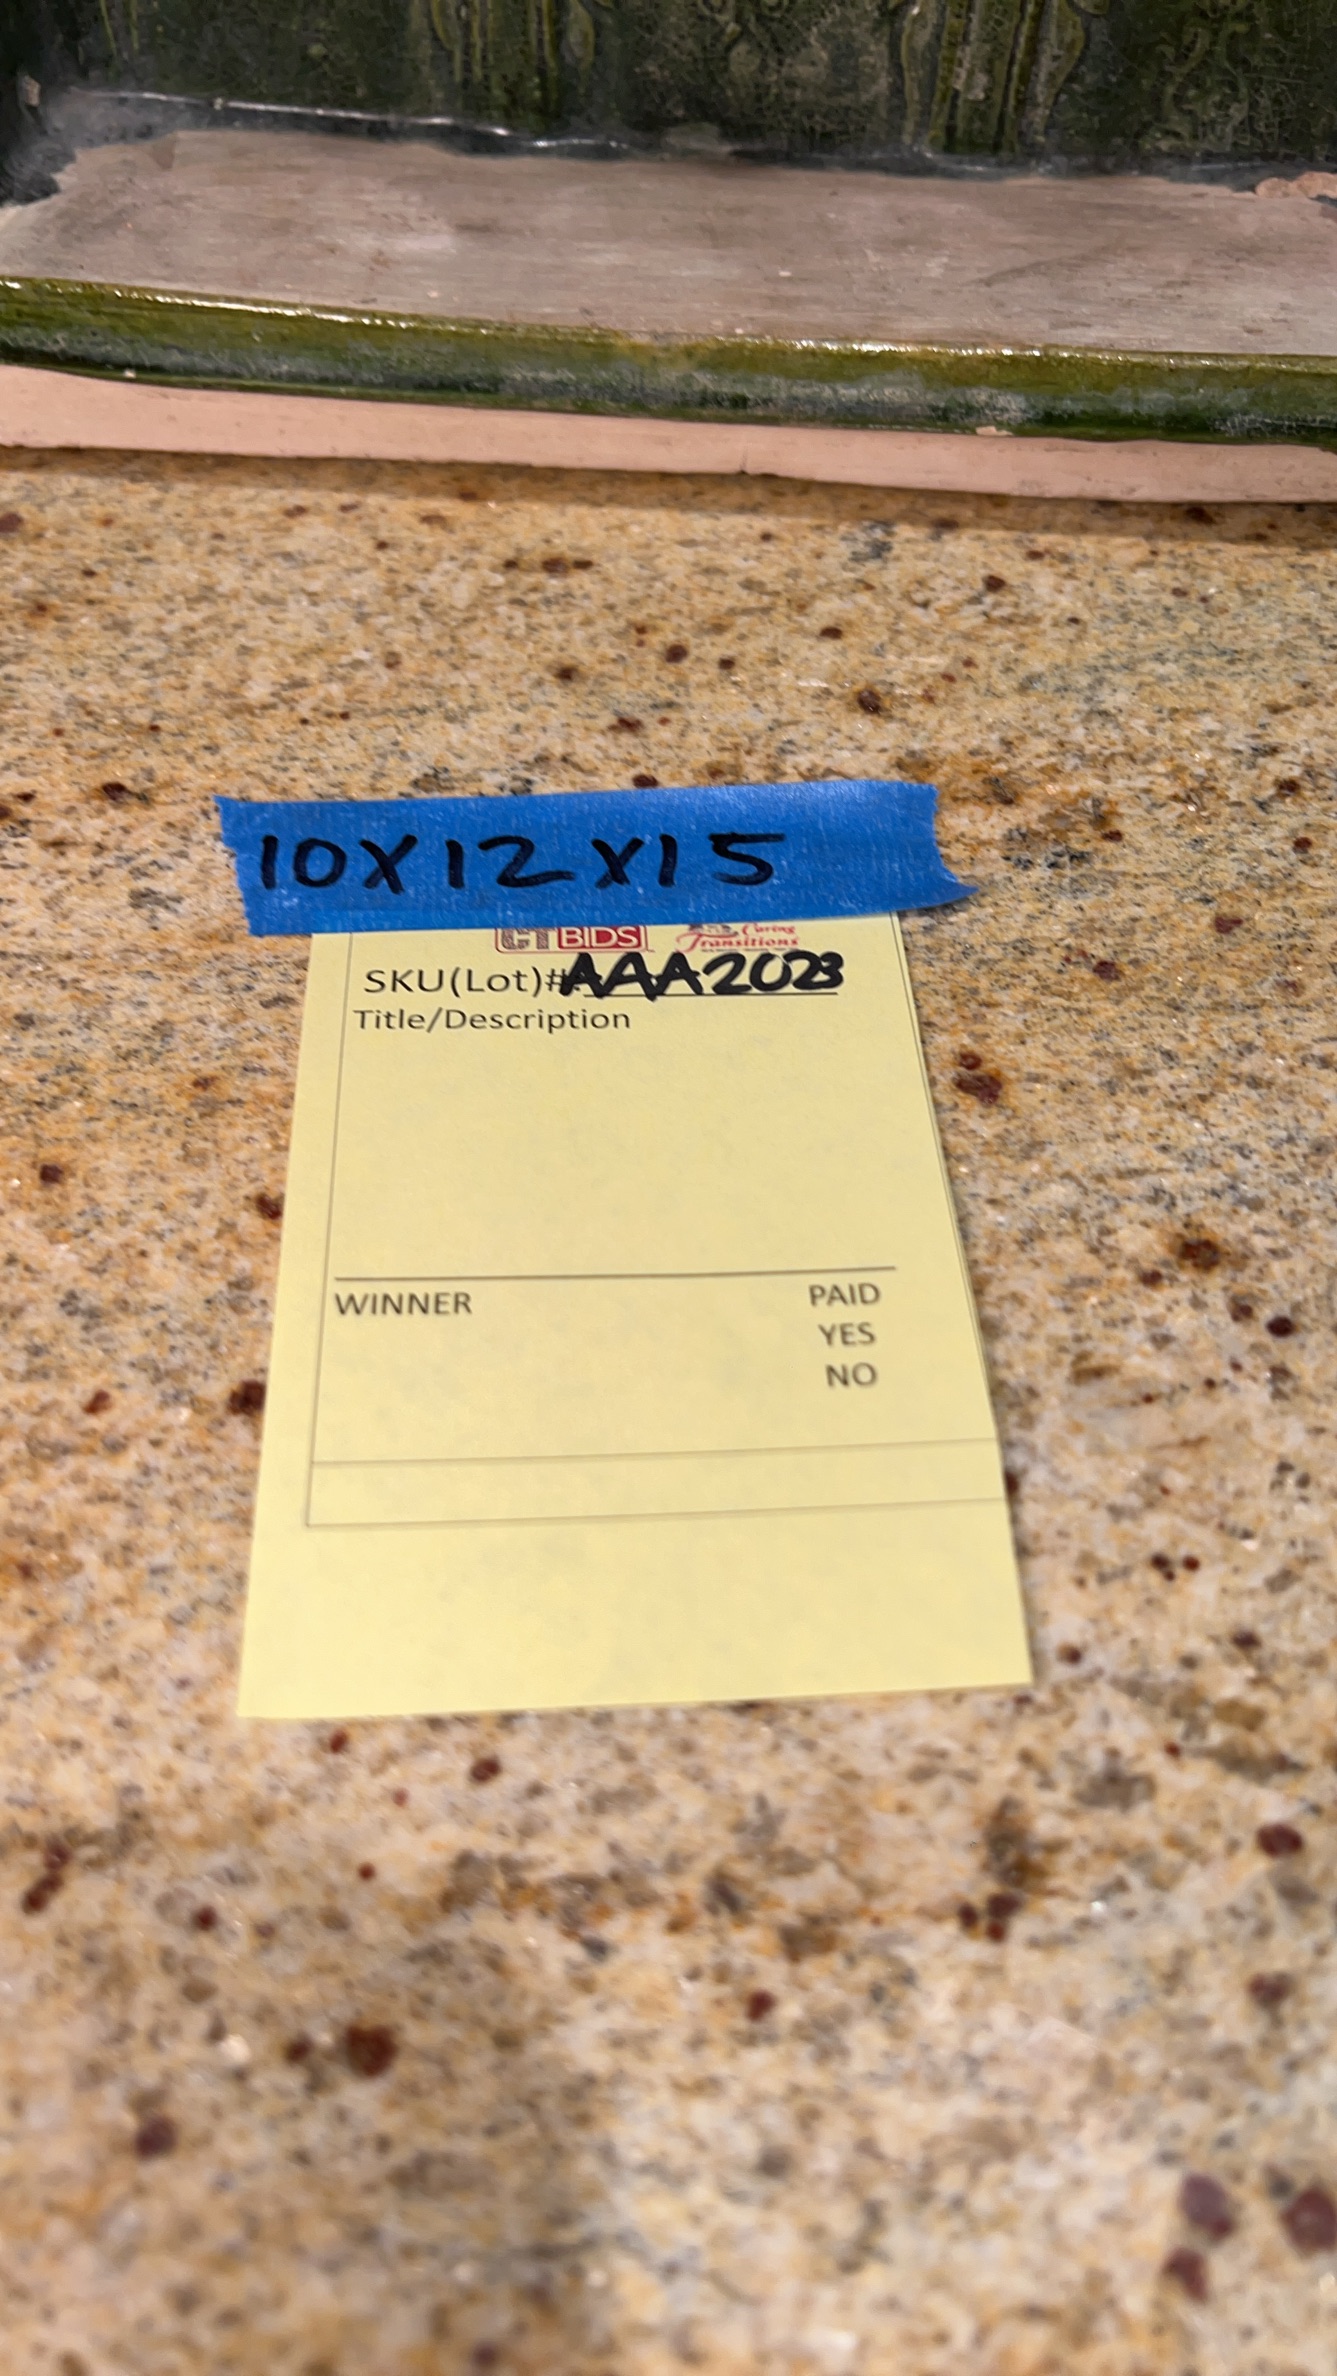 10X12X15
CTBIDS Caring
Transitions
SKU(Lot)#:AAA2023
Title/Description
WINNER PAID
YES
NO